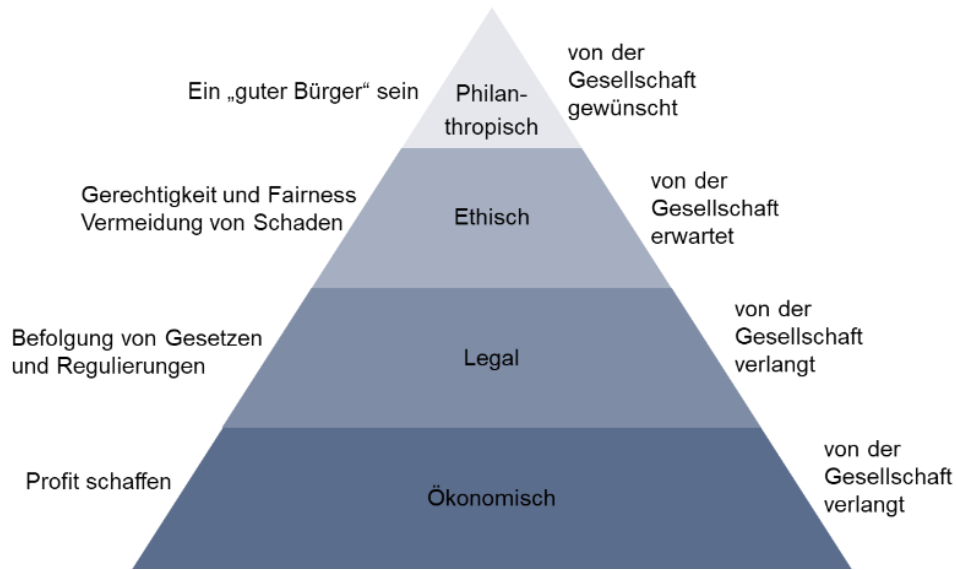 Ein „guter Bürger“ sein
Philan-
thropisch
von der
Gesellschaft
gewünscht
Gerechtigkeit und Fairness
Vermeidung von Schaden
Ethisch
von der
Gesellschaft
erwartet
Befolgung von Gesetzen
und Regulierungen
Legal
von der
Gesellschaft
verlangt
Profit schaffen
Ökonomisch
von der
Gesellschaft
verlangt